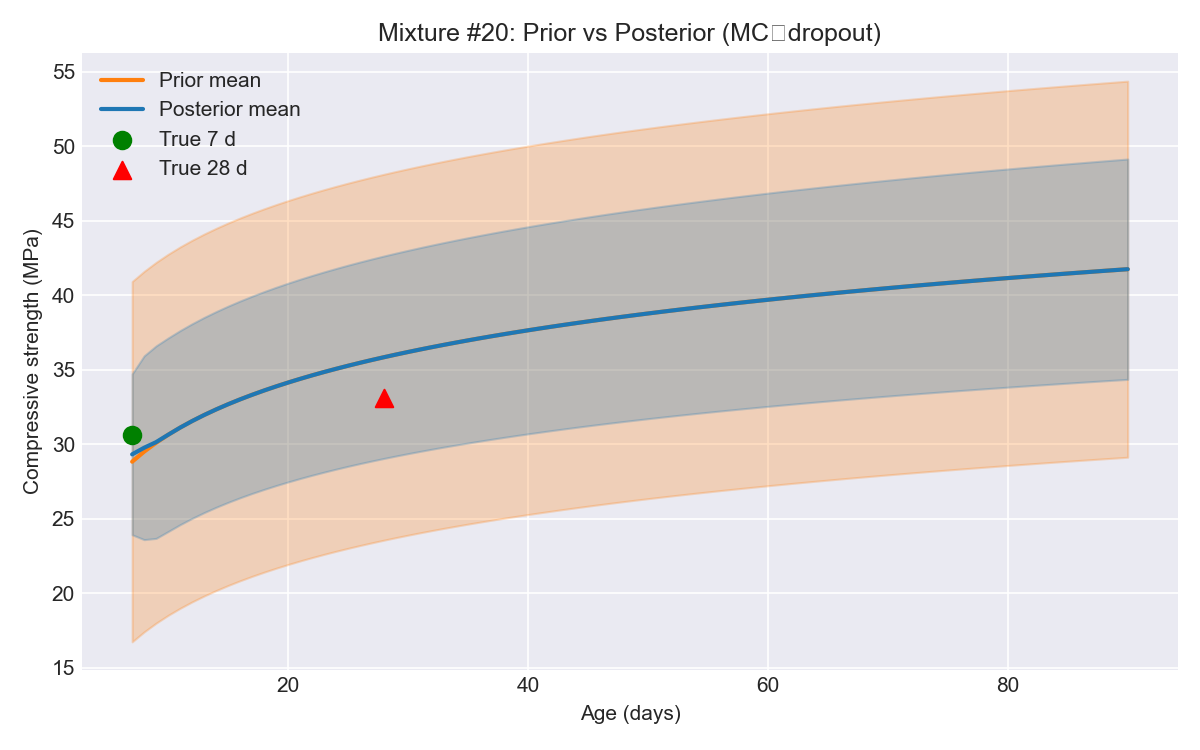 Mixture #20: Prior vs Posterior (MC□dropout)
Prior mean
Posterior mean
True 7 d
True 28 d
55
50
45
40
35
30
25
20
15
Compressive strength (MPa)
20 40 60 80
Age (days)